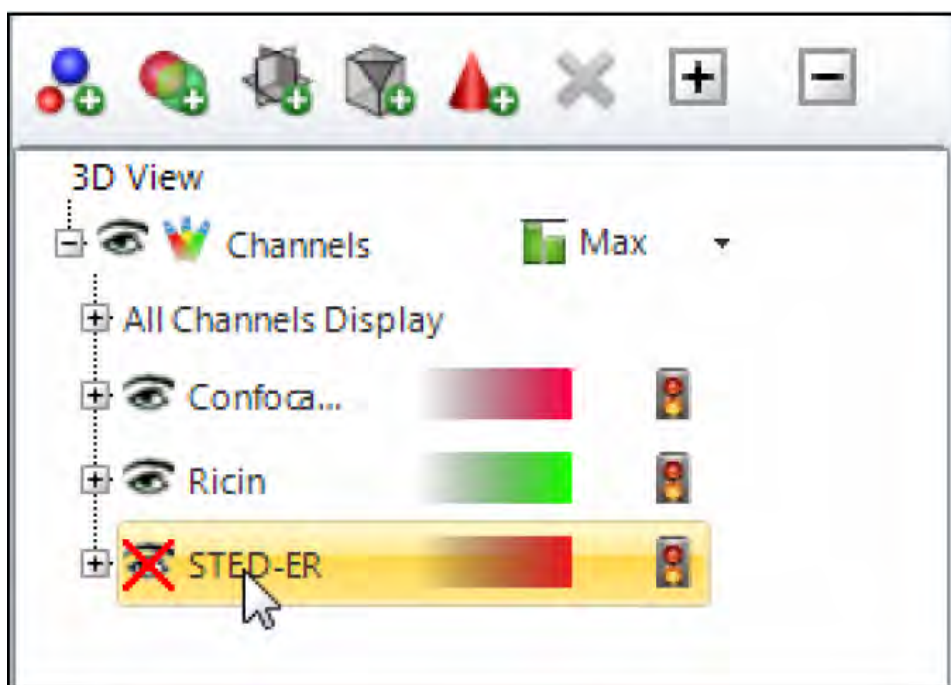 3D View
Channels Max
All Channels Display
Confoca...
Ricin
STED-ER